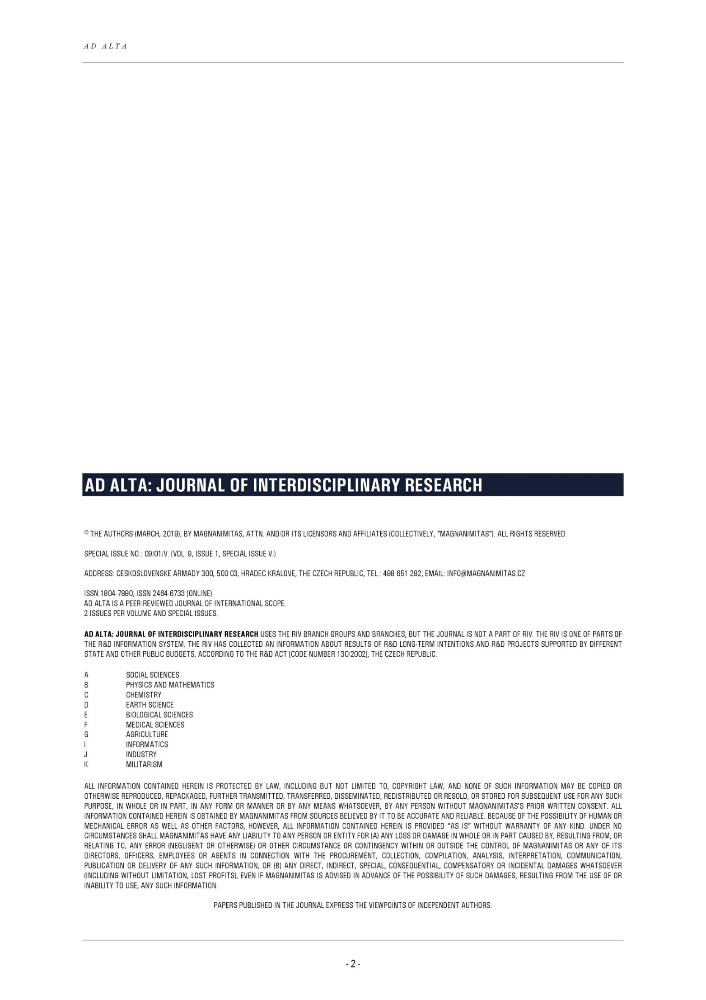 AD ALTA
AD ALTA: JOURNAL OF INTERDISCIPLINARY RESEARCH
© THE AUTHORS (MARCH, 2019), BY MAGNANIMITAS, ATTN. AND/OR ITS LICENSORS AND AFFILIATES (COLLECTIVELY, “MAGNANIMITAS”). ALL RIGHTS RESERVED.
SPECIAL ISSUE NO.: 09/01/V. (VOL. 9, ISSUE 1, SPECIAL ISSUE V.)
ADDRESS: CESKOSLOVENSKE ARMADY 300, 500 03, HRADEC KRALOVE, THE CZECH REPUBLIC, TEL.: 498 651 292, EMAIL: INFO@MAGNANIMITAS.CZ
ISSN 1804-7890, ISSN 2464-6733 (ONLINE)
AD ALTA IS A PEER-REVIEWED JOURNAL OF INTERNATIONAL SCOPE.
2 ISSUES PER VOLUME AND SPECIAL ISSUES.
AD ALTA: JOURNAL OF INTERDISCIPLINARY RESEARCH USES THE RIV BRANCH GROUPS AND BRANCHES, BUT THE JOURNAL IS NOT A PART OF RIV. THE RIV IS ONE OF PARTS OF
THE R&D INFORMATION SYSTEM. THE RIV HAS COLLECTED AN INFORMATION ABOUT RESULTS OF R&D LONG-TERM INTENTIONS AND R&D PROJECTS SUPPORTED BY DIFFERENT
STATE AND OTHER PUBLIC BUDGETS, ACCORDING TO THE R&D ACT [CODE NUMBER 130/2002], THE CZECH REPUBLIC.
A SOCIAL SCIENCES
B PHYSICS AND MATHEMATICS
C CHEMISTRY
D EARTH SCIENCE
E BIOLOGICAL SCIENCES
F MEDICAL SCIENCES
G AGRICULTURE
I INFORMATICS
J INDUSTRY
K MILITARISM
ALL INFORMATION CONTAINED HEREIN IS PROTECTED BY LAW, INCLUDING BUT NOT LIMITED TO, COPYRIGHT LAW, AND NONE OF SUCH INFORMATION MAY BE COPIED OR
OTHERWISE REPRODUCED, REPACKAGED, FURTHER TRANSMITTED, TRANSFERRED, DISSEMINATED, REDISTRIBUTED OR RESOLD, OR STORED FOR SUBSEQUENT USE FOR ANY SUCH
PURPOSE, IN WHOLE OR IN PART, IN ANY FORM OR MANNER OR BY ANY MEANS WHATSOEVER, BY ANY PERSON WITHOUT MAGNANIMITAS’S PRIOR WRITTEN CONSENT. ALL
INFORMATION CONTAINED HEREIN IS OBTAINED BY MAGNANIMITAS FROM SOURCES BELIEVED BY IT TO BE ACCURATE AND RELIABLE. BECAUSE OF THE POSSIBILITY OF HUMAN OR
MECHANICAL ERROR AS WELL AS OTHER FACTORS, HOWEVER, ALL INFORMATION CONTAINED HEREIN IS PROVIDED “AS IS” WITHOUT WARRANTY OF ANY KIND. UNDER NO
CIRCUMSTANCES SHALL MAGNANIMITAS HAVE ANY LIABILITY TO ANY PERSON OR ENTITY FOR (A) ANY LOSS OR DAMAGE IN WHOLE OR IN PART CAUSED BY, RESULTING FROM, OR
RELATING TO, ANY ERROR (NEGLIGENT OR OTHERWISE) OR OTHER CIRCUMSTANCE OR CONTINGENCY WITHIN OR OUTSIDE THE CONTROL OF MAGNANIMITAS OR ANY OF ITS
DIRECTORS, OFFICERS, EMPLOYEES OR AGENTS IN CONNECTION WITH THE PROCUREMENT, COLLECTION, COMPILATION, ANALYSIS, INTERPRETATION, COMMUNICATION,
PUBLICATION OR DELIVERY OF ANY SUCH INFORMATION, OR (B) ANY DIRECT, INDIRECT, SPECIAL, CONSEQUENTIAL, COMPENSATORY OR INCIDENTAL DAMAGES WHATSOEVER
(INCLUDING WITHOUT LIMITATION, LOST PROFITS), EVEN IF MAGNANIMITAS IS ADVISED IN ADVANCE OF THE POSSIBILITY OF SUCH DAMAGES, RESULTING FROM THE USE OF OR
INABILITY TO USE, ANY SUCH INFORMATION.
PAPERS PUBLISHED IN THE JOURNAL EXPRESS THE VIEWPOINTS OF INDEPENDENT AUTHORS.
- 2 -